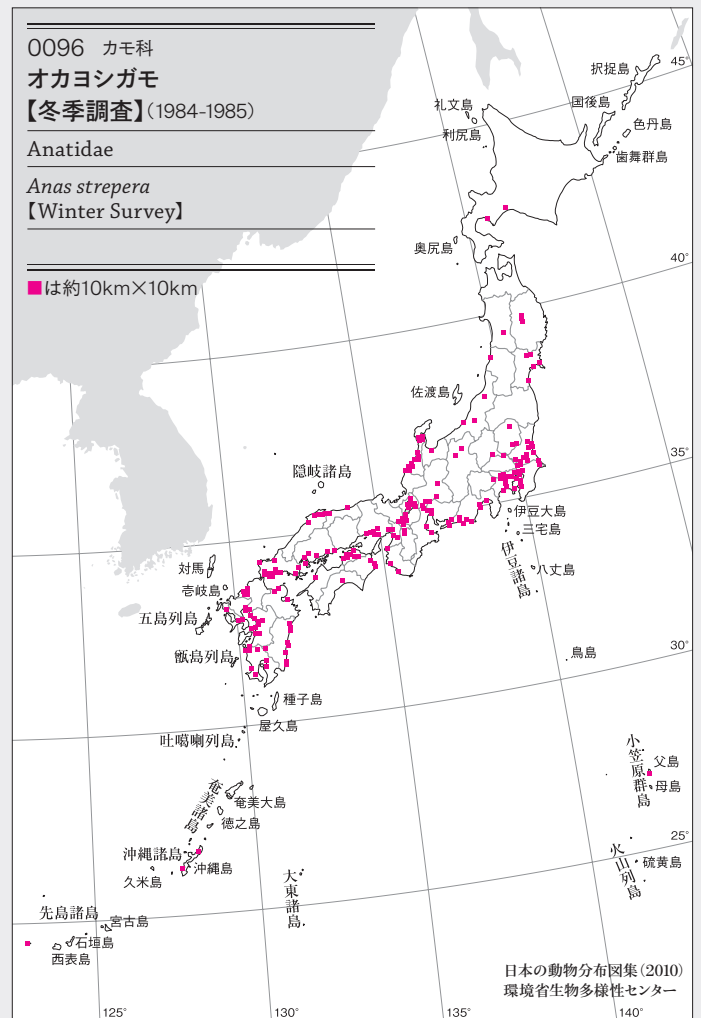 0096 カモ科
オカヨシガモ
【冬季調査】(1984-1985)
Anatidae
Anas strepera
【Winter Survey】
■は約10km×10km
択捉島
45°
礼文島
国後島
利尻島
色丹島
歯舞群島
奥尻島
40°
佐渡島
35°
隠岐諸島
伊豆大島
三宅島
伊豆諸島
八丈島
対馬
壱岐島
五島列島
甑島列島
鳥島
30°
種子島
屋久島
吐噶喇列島
小笠原群島
父島
母島
奄美諸島
奄美大島
徳之島
25°
沖縄諸島
沖縄島
久米島
火山列島
硫黄島
大東諸島
先島諸島
宮古島
石垣島
西表島
日本の動物分布図集(2010)
環境省生物多様性センター
125°
130°
135°
140°